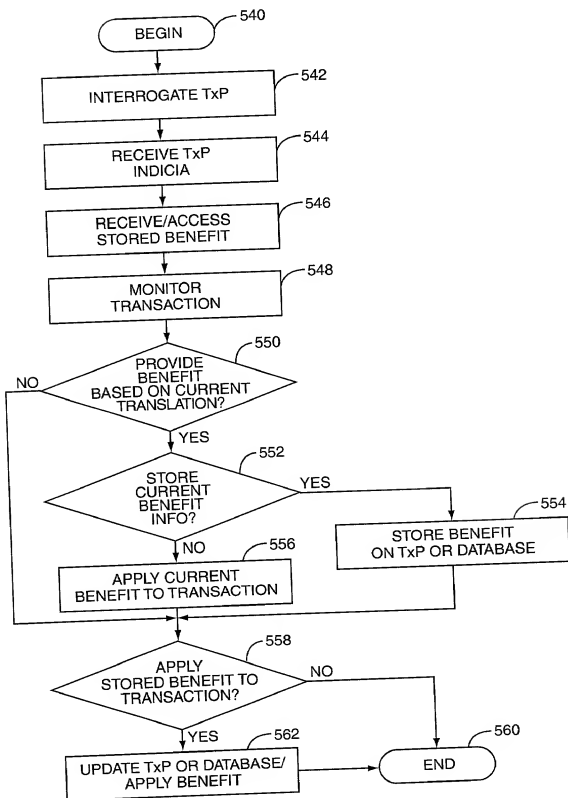 BEGIN
540
INTERROGATE TxP
542
RECEIVE TxP
INDICIA
544
RECEIVE/ACCESS
STORED BENEFIT
546
MONITOR
TRANSACTION
548
PROVIDE
BENEFIT
BASED ON CURRENT
TRANSLATION?
550
NO
YES
STORE
CURRENT
BENEFIT
INFO?
552
YES
NO
STORE BENEFIT
ON TxP OR DATABASE
554
APPLY CURRENT
BENEFIT TO TRANSACTION
556
APPLY
STORED BENEFIT TO
TRANSACTION?
558
NO
YES
UPDATE TxP OR DATABASE/
APPLY BENEFIT
562
END
560